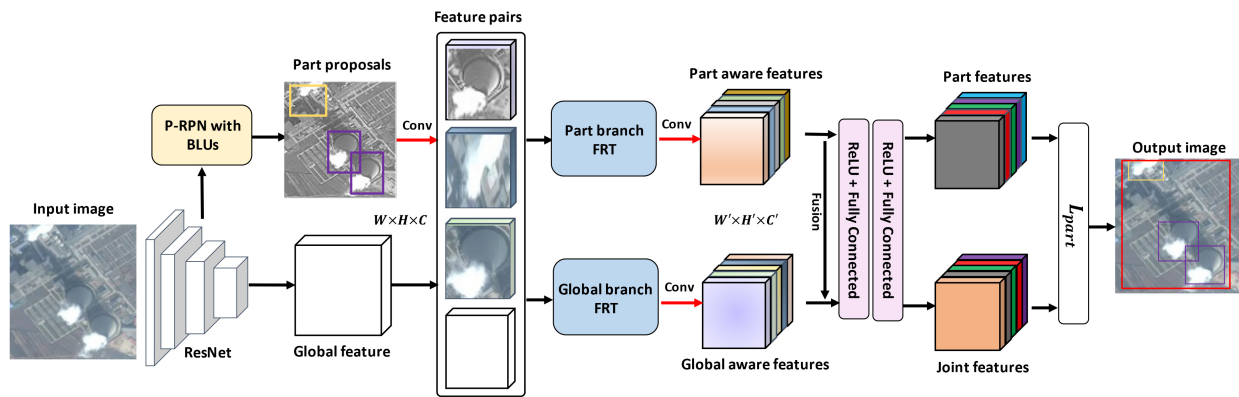 Feature pairs
Part proposals
P-RPN with
BLUs
Conv
Part branch
FRT
Conv
Part aware features
Part features
Input image
ResNet
Global feature
W×H×C
Global branch
FRT
Conv
W′×H′×C′
Global aware features
Fusion
ReLU + Fully Connected
ReLU + Fully Connected
Joint features
L_part
Output image